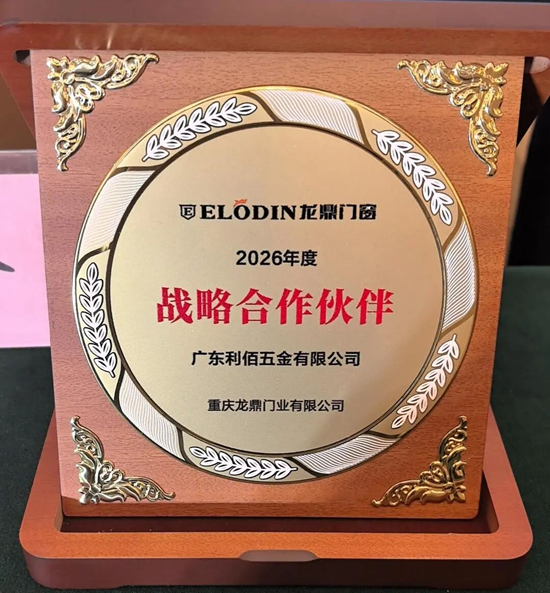 E ELODIN龙鼎门窗
2026年度
战略合作伙伴
广东利佰五金有限公司
重庆龙鼎门业有限公司